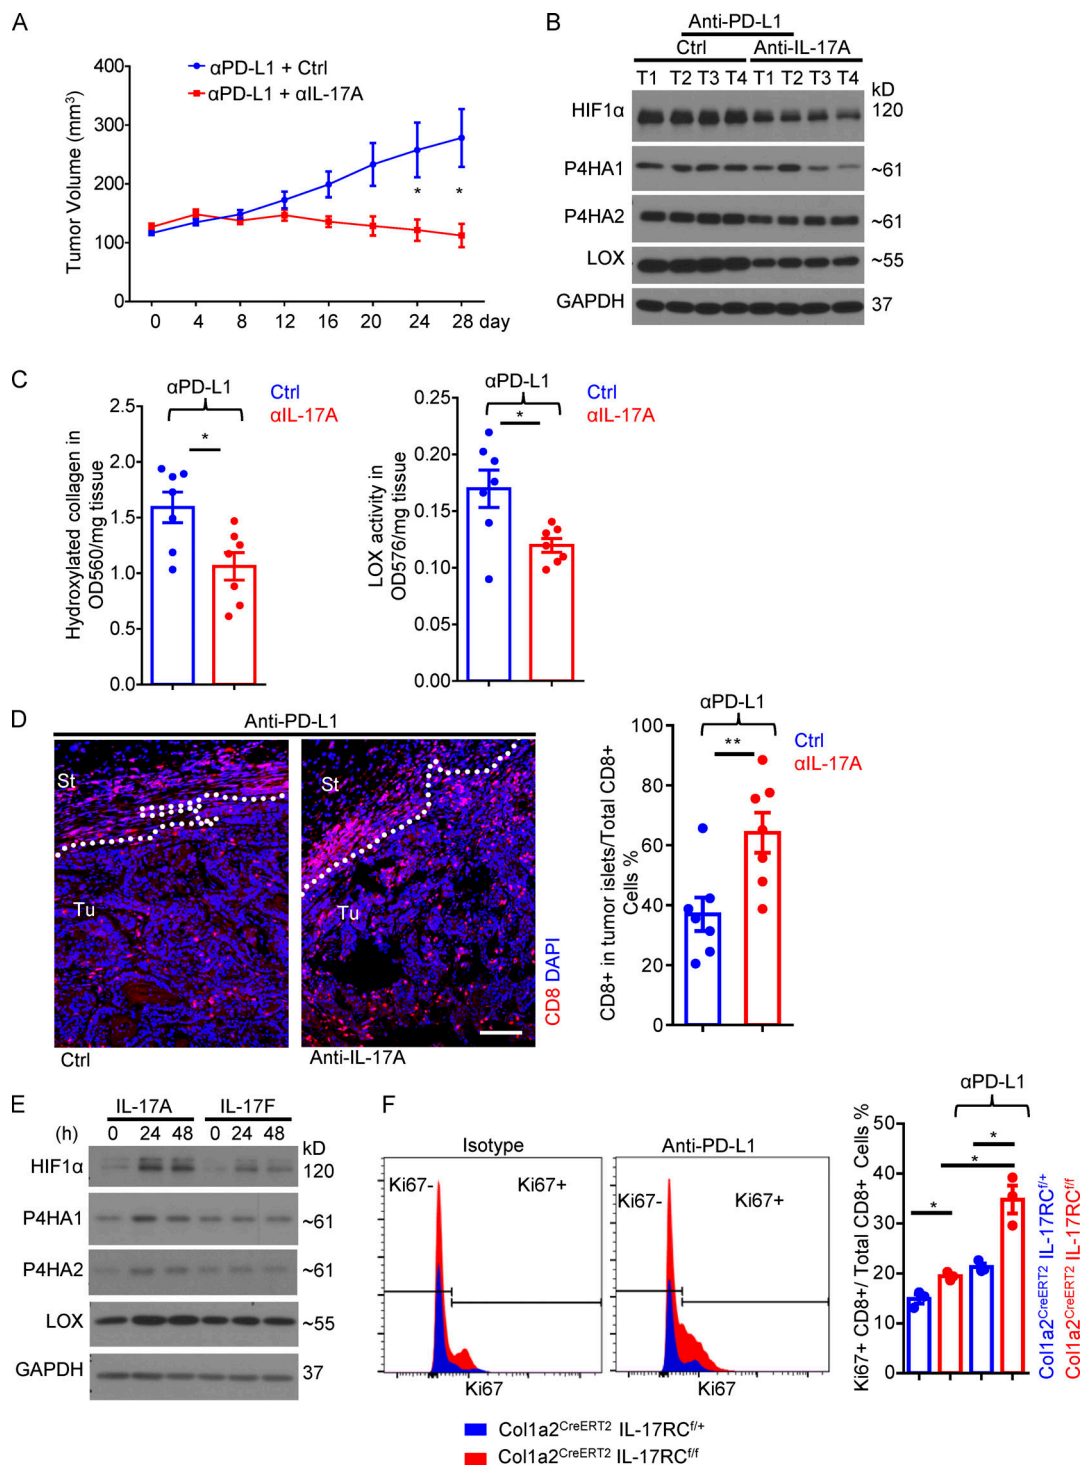 A
αPD-L1 + Ctrl
αPD-L1 + αIL-17A
Tumor Volume (mm³)
400
300
200
100
0
* *
0 4 8 12 16 20 24 28 day
B
Anti-PD-L1
Ctrl Anti-IL-17A
T1 T2 T3 T4 T1 T2 T3 T4 kD
HIF1α 120
P4HA1 ~61
P4HA2 ~61
LOX ~55
GAPDH 37
C
αPD-L1
Ctrl
αIL-17A
*
Hydroxylated collagen in
OD560/mg tissue
2.5
2.0
1.5
1.0
0.5
0.0
αPD-L1
Ctrl
αIL-17A
*
LOX activity in
OD576/mg tissue
0.25
0.20
0.15
0.10
0.05
0.00
D
Anti-PD-L1
St
Tu
Ctrl
St
Tu
Anti-IL-17A
CD8 DAPI
αPD-L1
Ctrl
αIL-17A
**
CD8+ in tumor islets/Total CD8+
Cells %
100
80
60
40
20
0
E
IL-17A IL-17F
(h) 0 24 48 0 24 48 kD
HIF1α 120
P4HA1 ~61
P4HA2 ~61
LOX ~55
GAPDH 37
F
Isotype
Ki67- Ki67+
Ki67
Anti-PD-L1
Ki67- Ki67+
Ki67
Col1a2CreERT2 IL-17RCf/+
Col1a2CreERT2 IL-17RCf/f
αPD-L1
*
*
*
Ki67+ CD8+/ Total CD8+ Cells %
50
40
30
20
10
0
Col1a2CreERT2 IL-17RCf/+
Col1a2CreERT2 IL-17RCf/f